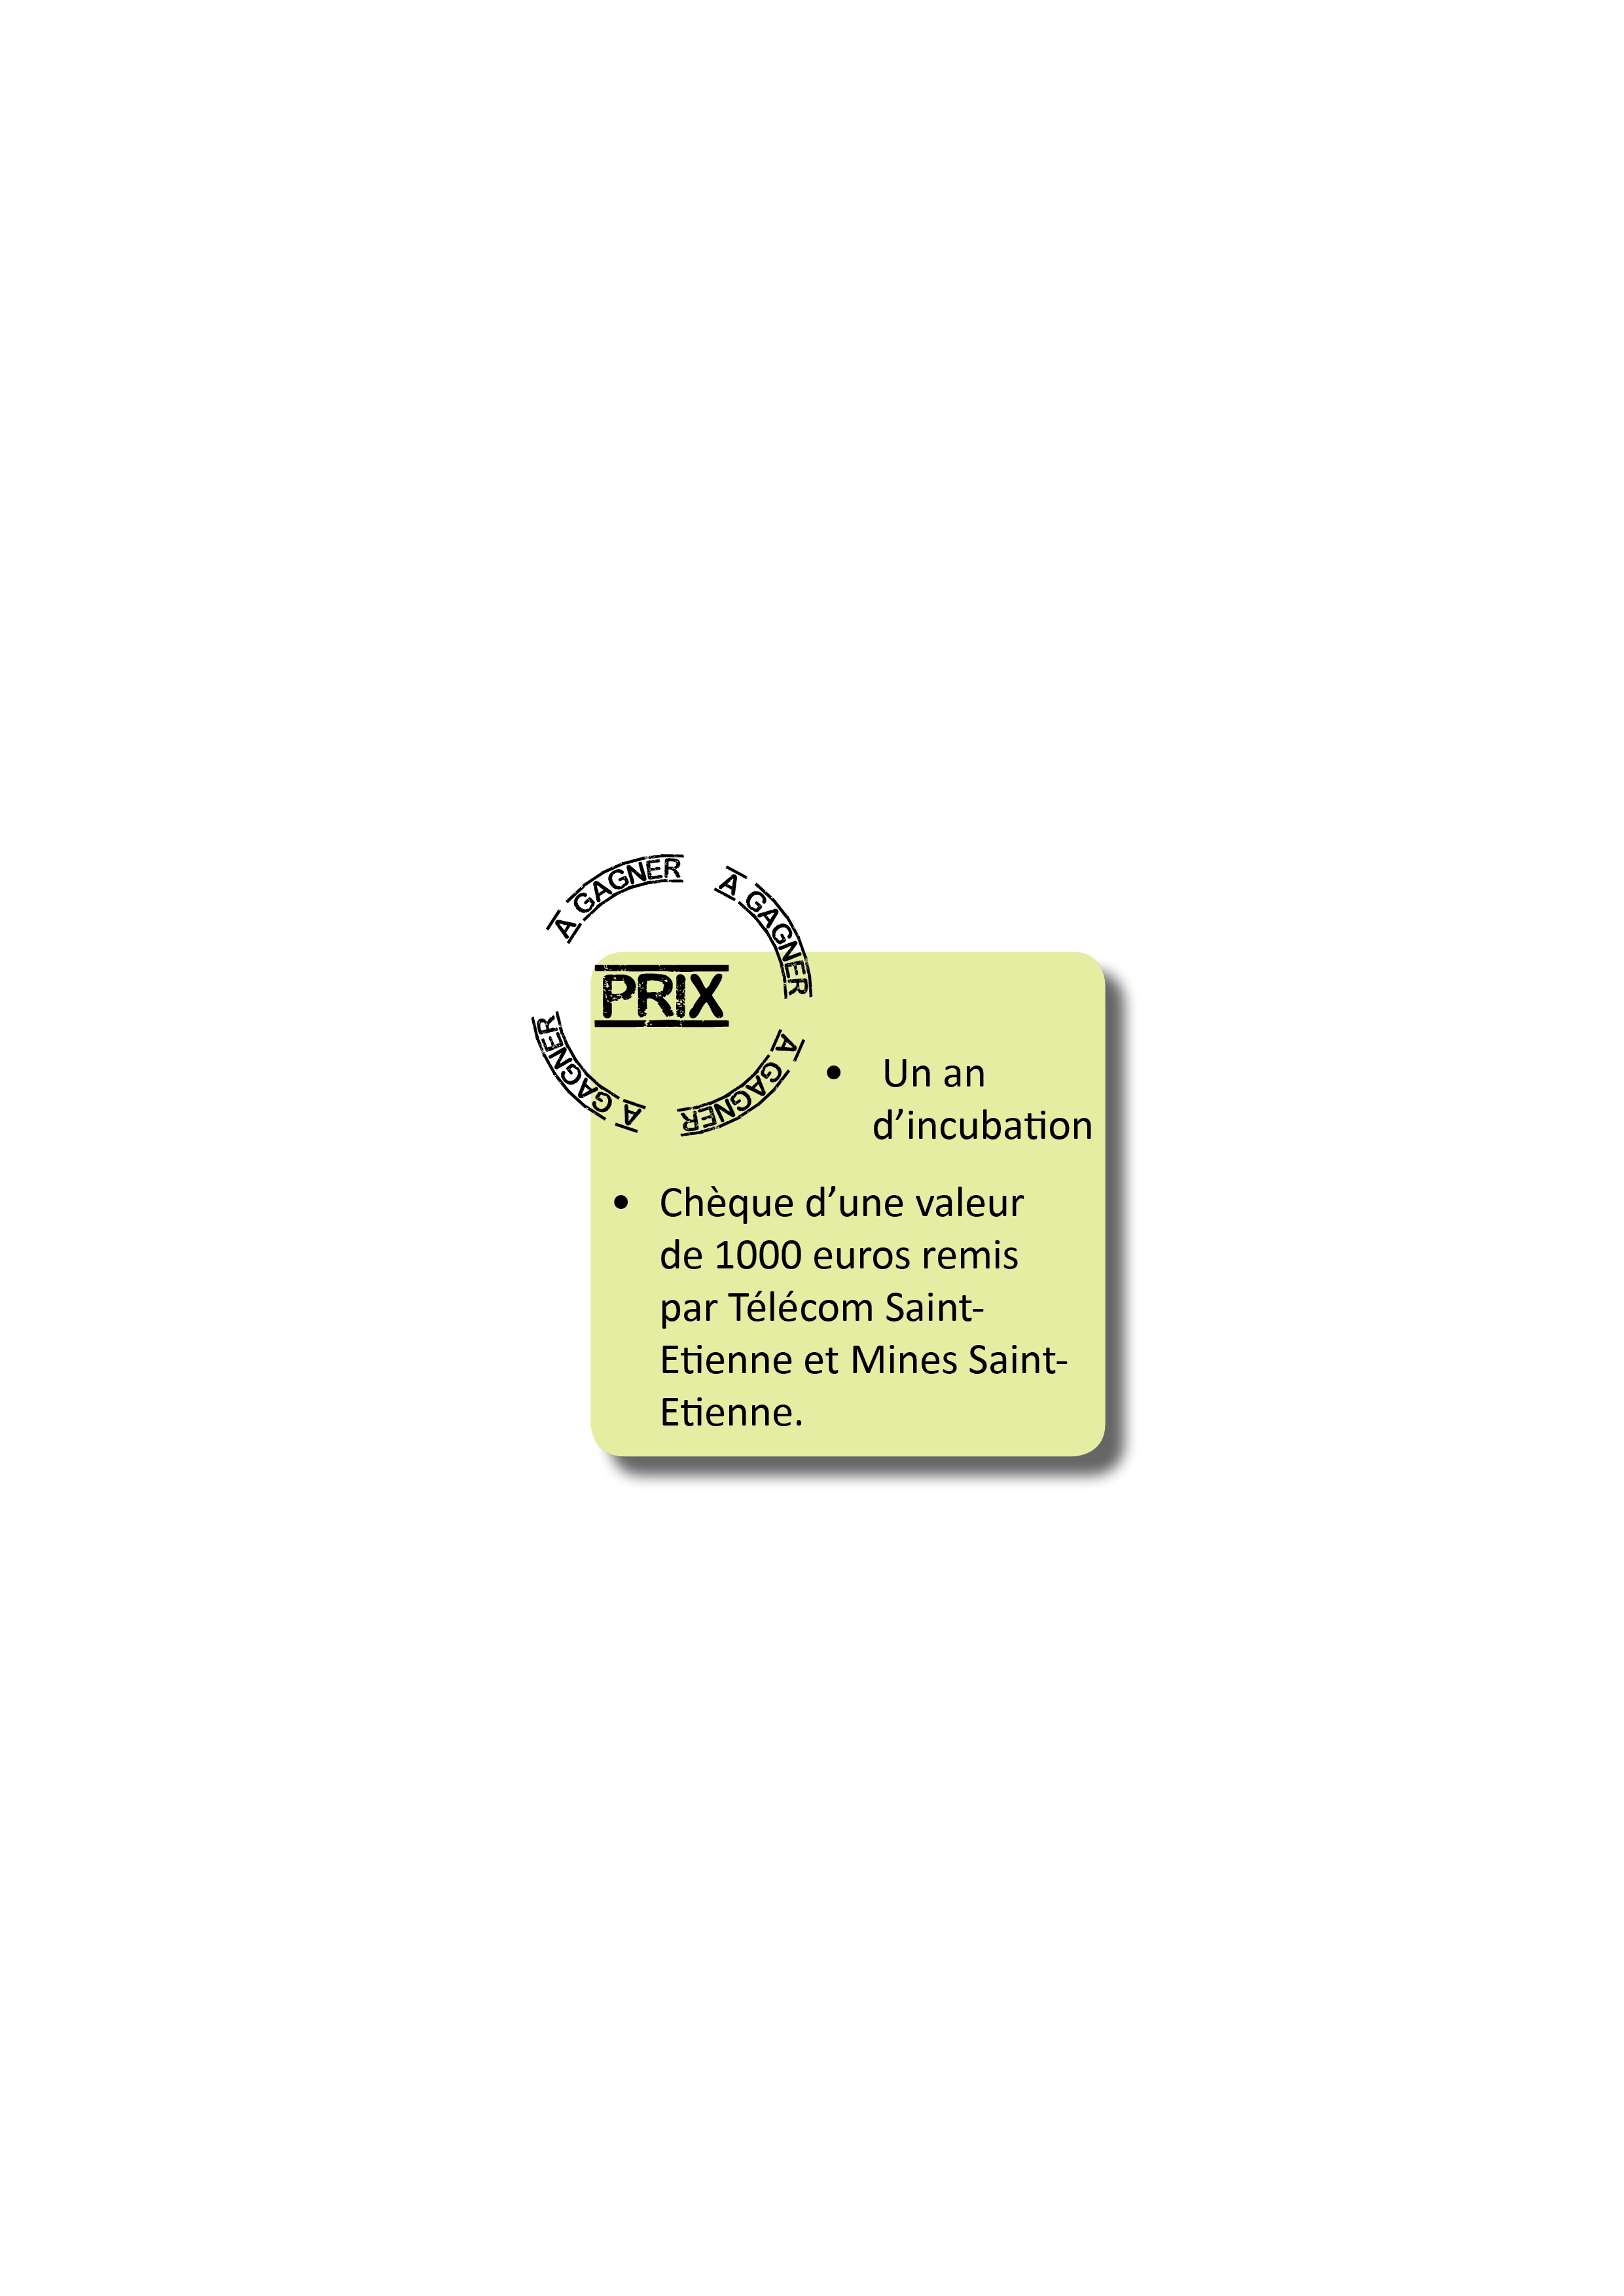 A GAGNER
A GAGNER
A GAGNER
A GAGNER
PRIX
• Un an
d’incubation
• Chèque d’une valeur
de 1000 euros remis
par Télécom Saint-
Etienne et Mines Saint-
Etienne.